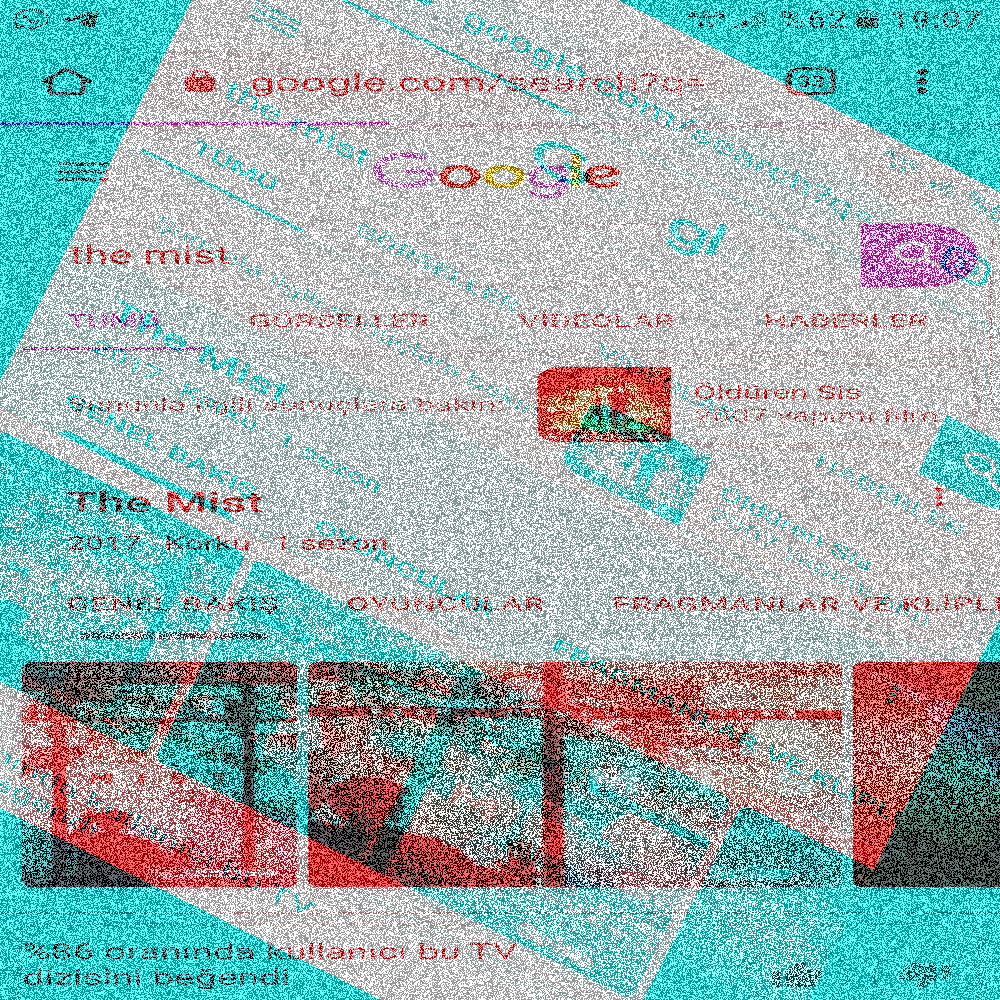 %62 19:07
google.com/search?q=
33
Google
the mist
TÜMÜ GÖRSELLER VİDEOLAR HABERLER
Şununla ilgili sonuçlara bakın:
Öldüren Sis
2017 yapımı film
The Mist
2017 · Korku · 1 sezon
GENEL BAKIŞ OYUNCULAR FRAGMANLAR VE KLİPL
%86 oranında kullanıcı bu TV
dizisini beğendi